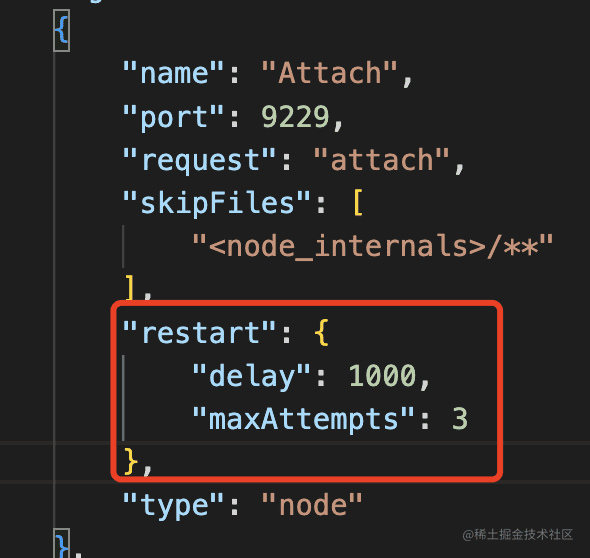 {
"name": "Attach",
"port": 9229,
"request": "attach",
"skipFiles": [
"<node_internals>/**"
],
"restart": {
"delay": 1000,
"maxAttempts": 3
},
"type": "node"
},
@稀土掘金技术社区